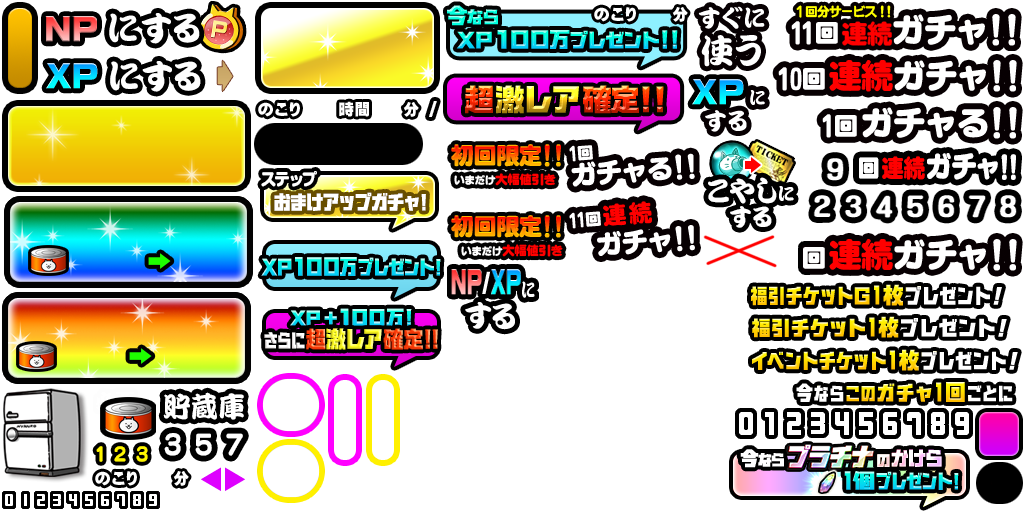 NPにする
P
XPにする
のこり 時間 分 /
ステップ
おまけアップガチャ!
XP100万プレゼント!
XP+100万!
さらに超激レア確定!!
貯蔵庫
357
123
のこり 分
0123456789
今なら のこり 分
XP100万プレゼント!!
超激レア確定!!
初回限定!!
いまだけ大幅値引き
1回
ガチャる!!
初回限定!!
いまだけ大幅値引き
11回連続
ガチャ!!
NP/XPに
する
すぐに
使う
XPに
する
TICKET
こやしに
する
1回分サービス!!
11回連続ガチャ!!
10回連続ガチャ!!
1回ガチャる!!
9回連続ガチャ!!
2345678
回連続ガチャ!!
福引チケットG1枚プレゼント!
福引チケット1枚プレゼント!
イベントチケット1枚プレゼント!
今ならこのガチャ1回ごとに
0123456789
今ならプラチナのかけら
1個プレゼント!